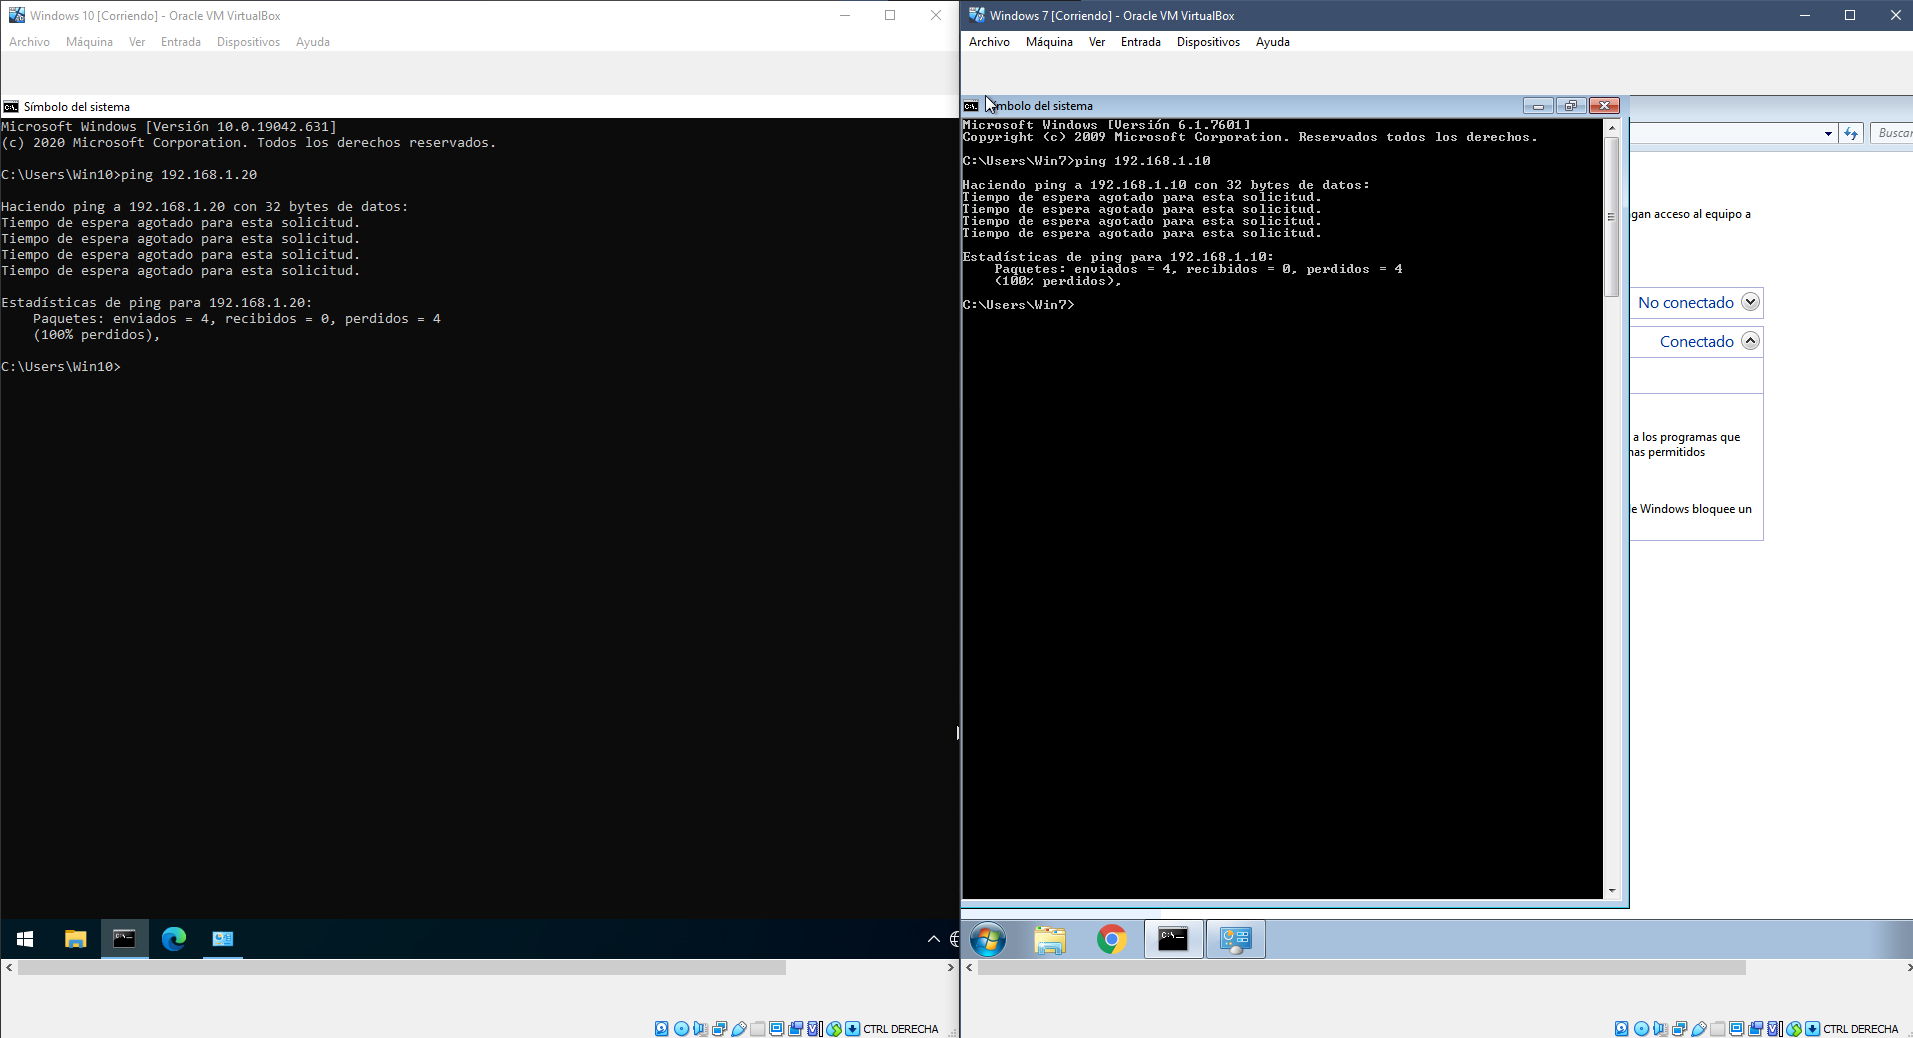 Windows 10 [Corriendo] - Oracle VM VirtualBox
Archivo Máquina Ver Entrada Dispositivos Ayuda
Símbolo del sistema
Microsoft Windows [Versión 10.0.19042.631]
(c) 2020 Microsoft Corporation. Todos los derechos reservados.
C:\Users\Win10>ping 192.168.1.20
Haciendo ping a 192.168.1.20 con 32 bytes de datos:
Tiempo de espera agotado para esta solicitud.
Tiempo de espera agotado para esta solicitud.
Tiempo de espera agotado para esta solicitud.
Tiempo de espera agotado para esta solicitud.
Estadísticas de ping para 192.168.1.20:
Paquetes: enviados = 4, recibidos = 0, perdidos = 4
(100% perdidos),
C:\Users\Win10>
CTRL DERECHA
Windows 7 [Corriendo] - Oracle VM VirtualBox
Archivo Máquina Ver Entrada Dispositivos Ayuda
mbolo del sistema
Microsoft Windows [Versión 6.1.7601]
Copyright (c) 2009 Microsoft Corporation. Reservados todos los derechos.
C:\Users\Win7>ping 192.168.1.10
Haciendo ping a 192.168.1.10 con 32 bytes de datos:
Tiempo de espera agotado para esta solicitud.
Tiempo de espera agotado para esta solicitud.
Tiempo de espera agotado para esta solicitud.
Tiempo de espera agotado para esta solicitud.
Estadísticas de ping para 192.168.1.10:
Paquetes: enviados = 4, recibidos = 0, perdidos = 4
(100% perdidos),
C:\Users\Win7>
Buscar
gan acceso al equipo a
No conectado
Conectado
a los programas que
nas permitidos
e Windows bloquee un
CTRL DERECHA